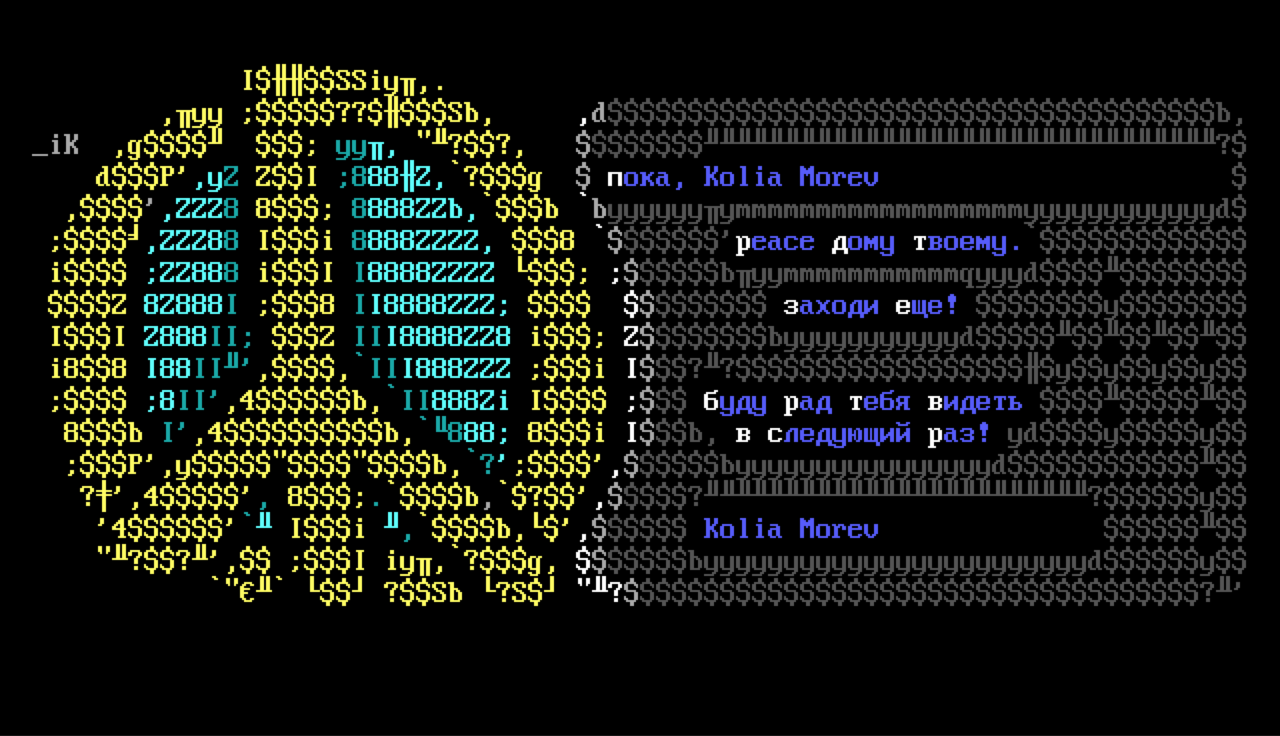 _iK
пока, Kolia Morev
peace дому твоему.
заходи еще!
буду рад тебя видеть
в следующий раз!
Kolia Morev